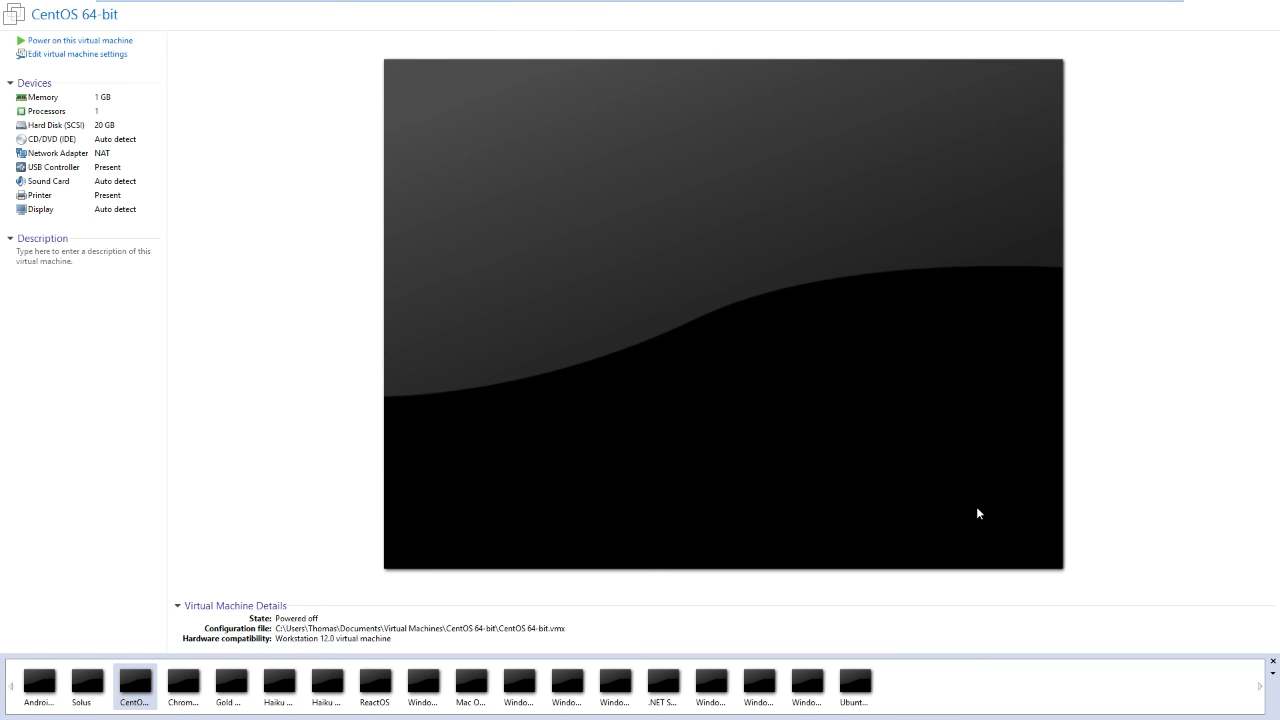 CentOS 64-bit
Power on this virtual machine
Edit virtual machine settings
Devices
Memory 1 GB
Processors 1
Hard Disk (SCSI) 20 GB
CD/DVD (IDE) Auto detect
Network Adapter NAT
USB Controller Present
Sound Card Auto detect
Printer Present
Display Auto detect
Description
Type here to enter a description of this
virtual machine.
Virtual Machine Details
State: Powered off
Configuration file: C:\Users\Thomas\Documents\Virtual Machines\CentOS 64-bit\CentOS 64-bit.vmx
Hardware compatibility: Workstation 12.0 virtual machine
Androi... Solus CentO... Chrom... Gold ... Haiku ... Haiku ... ReactOS Windo... Mac O... Windo... Windo... Windo... .NET S... Windo... Windo... Windo... Ubunt...